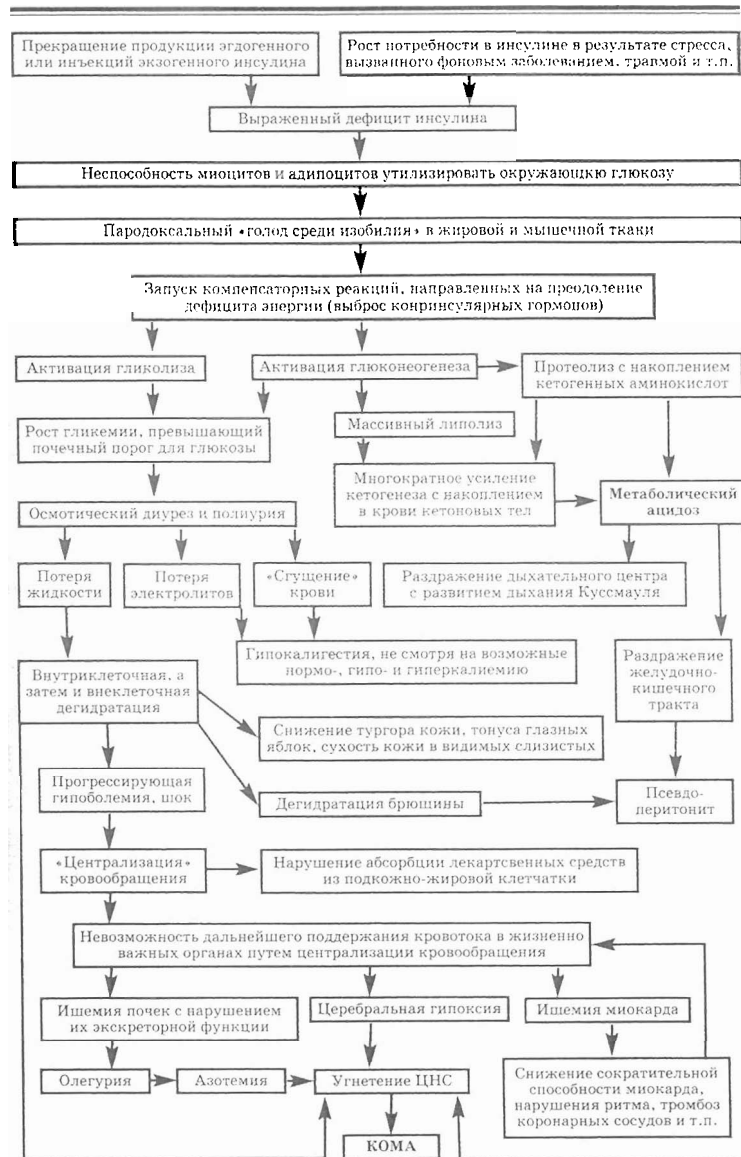 Прекращение продукции эгдогенного
или инъекций экзогенного инсулина
Рост потребности в инсулине в результате стресса,
вызванного фоновым заболеванием, травмой и т.п.
Выраженный дефицит инсулина
Неспособность миоцитов и адипоцитов утилизировать окружающкю глюкозу
Пародоксальный «голод среди изобилия» в жировой и мышечной ткани
Запуск компенсаторных реакций, направленных на преодоление
дефицита энергии (выброс конринсулярных гормонов)
Активация гликолиза
Активация глюконеогенеза
Протеолиз с накоплением
кетогенных аминокислот
Рост гликемии, превышающий
почечный порог для глюкозы
Массивный липолиз
Многократное усиление
кетогенеза с накоплением
в крови кетоновых тел
Метаболический
ацидоз
Осмотический диурез и полиурия
Потеря
жидкости
Потеря
электролитов
«Сгущение»
крови
Раздражение дыхательного центра
с развитием дыхания Куссмауля
Гипокалигестия, не смотря на возможные
нормо-, гипо- и гиперкалиемию
Раздражение
желудочно-
кишечного
тракта
Внутриклеточная, а
затем и внеклеточная
дегидратация
Снижение тургора кожи, тонуса глазных
яблок, сухость кожи в видимых слизистых
Прогрессирующая
гипоболемия, шок
Дегидратация брюшины
Псевдо-
перитонит
«Централизация»
кровообращения
Нарушение абсорбции лекартсвенных средств
из подкожно-жировой клетчатки
Невозможность дальнейшего поддержания кровотока в жизненно
важных органах путем централизации кровообращения
Ишемия почек с нарушением
их экскреторной функции
Церебральная гипоксия
Ишемия миокарда
Олегурия
Азотемия
Угнетение ЦНС
Снижение сократительной
способности миокарда,
нарушения ритма, тромбоз
коронарных сосудов и т.п.
КОМА